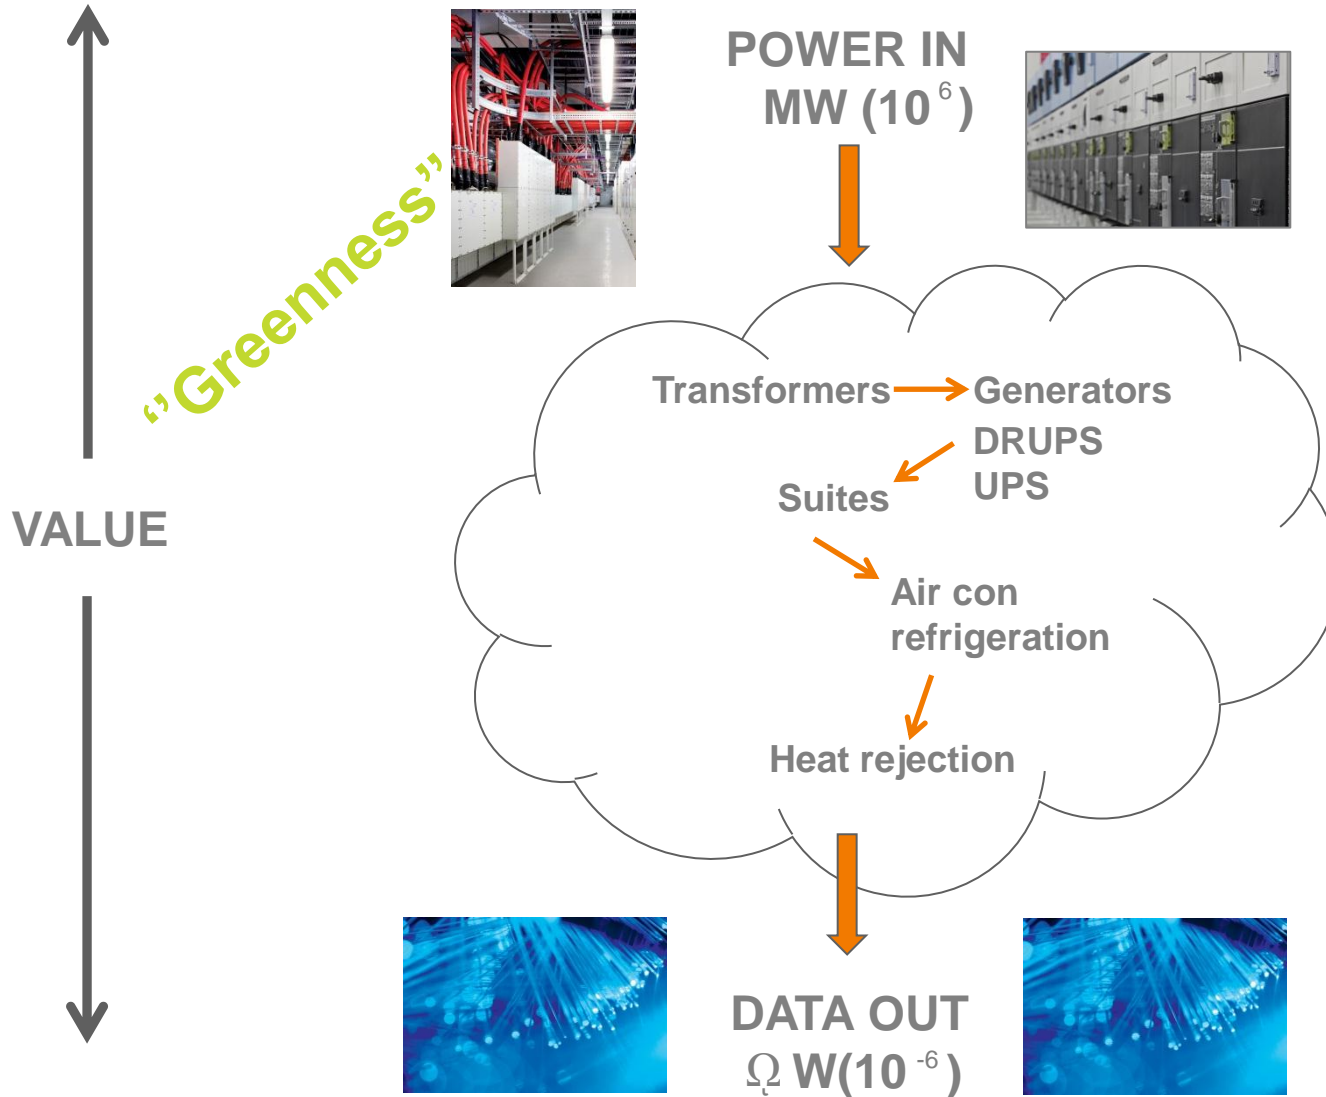 POWER IN
MW (10⁶)
‘’Greenness’’
Transformers
Generators
DRUPS
UPS
Suites
VALUE
Air con
refrigeration
Heat rejection
DATA OUT
ῼ W(10⁻⁶)